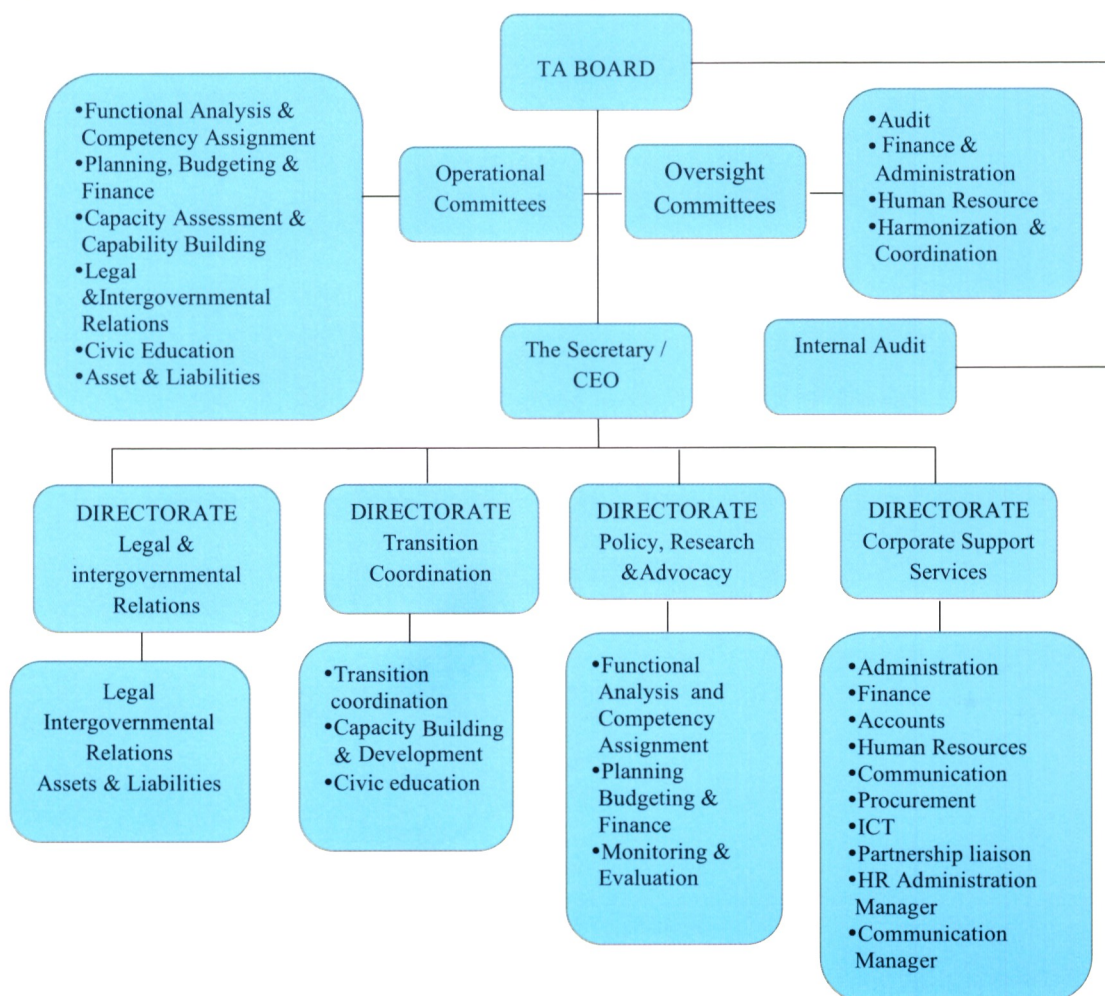 TA BOARD
•Functional Analysis &
Competency Assignment
•Planning, Budgeting &
Finance
•Capacity Assessment &
Capability Building
•Legal
&Intergovernmental
Relations
•Civic Education
•Asset & Liabilities
Operational
Committees
Oversight
Committees
•Audit
• Finance &
Administration
•Human Resource
•Harmonization &
Coordination
The Secretary /
CEO
Internal Audit
DIRECTORATE
Legal &
intergovernmental
Relations
DIRECTORATE
Transition
Coordination
DIRECTORATE
Policy, Research
&Advocacy
DIRECTORATE
Corporate Support
Services
Legal
Intergovernmental
Relations
Assets & Liabilities
•Transition
coordination
•Capacity Building
& Development
•Civic education
•Functional
Analysis and
Competency
Assignment
•Planning
Budgeting &
Finance
•Monitoring &
Evaluation
•Administration
•Finance
•Accounts
•Human Resources
•Communication
•Procurement
•ICT
•Partnership liaison
•HR Administration
Manager
•Communication
Manager